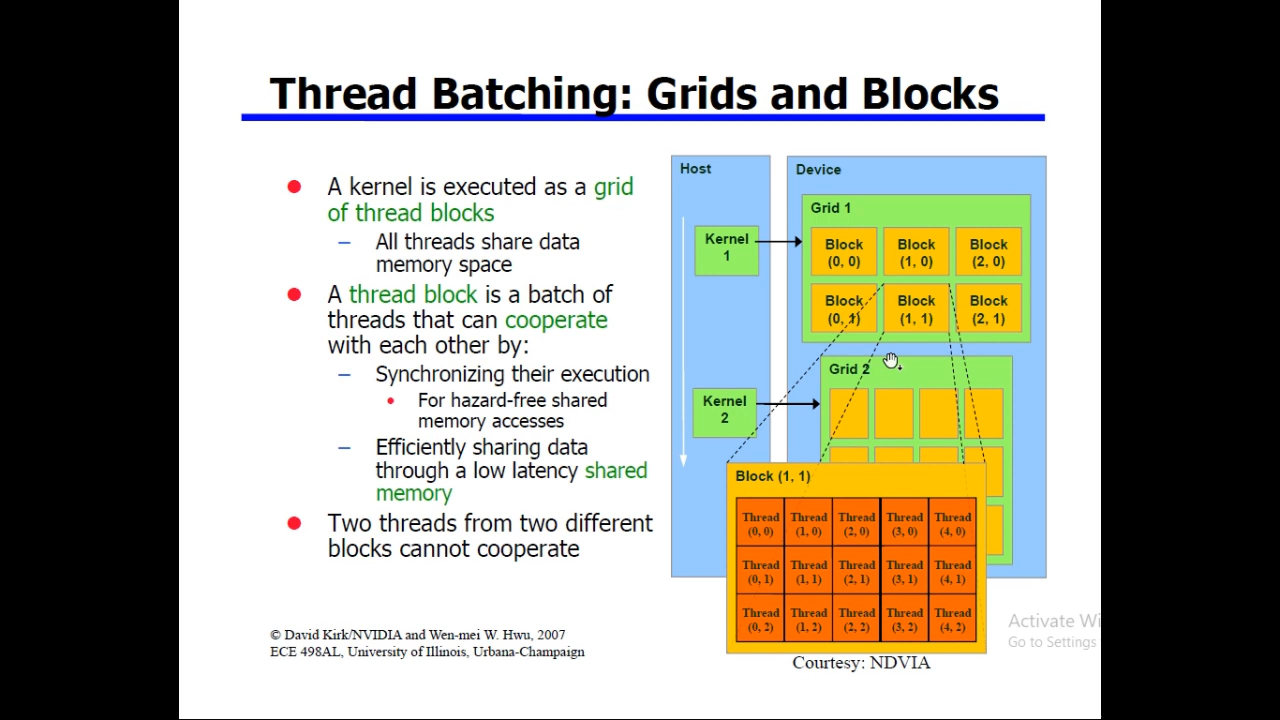 Thread Batching: Grids and Blocks
A kernel is executed as a grid
of thread blocks
– All threads share data
memory space
A thread block is a batch of
threads that can cooperate
with each other by:
– Synchronizing their execution
For hazard-free shared
memory accesses
– Efficiently sharing data
through a low latency shared
memory
Two threads from two different
blocks cannot cooperate
Host
Kernel
1
Kernel
2
Device
Grid 1
Block Block Block
(0, 0) (1, 0) (2, 0)
Block Block Block
(0, 1) (1, 1) (2, 1)
Grid 2
Block (1, 1)
Thread Thread Thread Thread Thread
(0, 0) (1, 0) (2, 0) (3, 0) (4, 0)
Thread Thread Thread Thread Thread
(0, 1) (1, 1) (2, 1) (3, 1) (4, 1)
Thread Thread Thread Thread Thread
(0, 2) (1, 2) (2, 2) (3, 2) (4, 2)
Courtesy: NDVIA
© David Kirk/NVIDIA and Wen-mei W. Hwu, 2007
ECE 498AL, University of Illinois, Urbana-Champaign
Activate Wi
Go to Settings